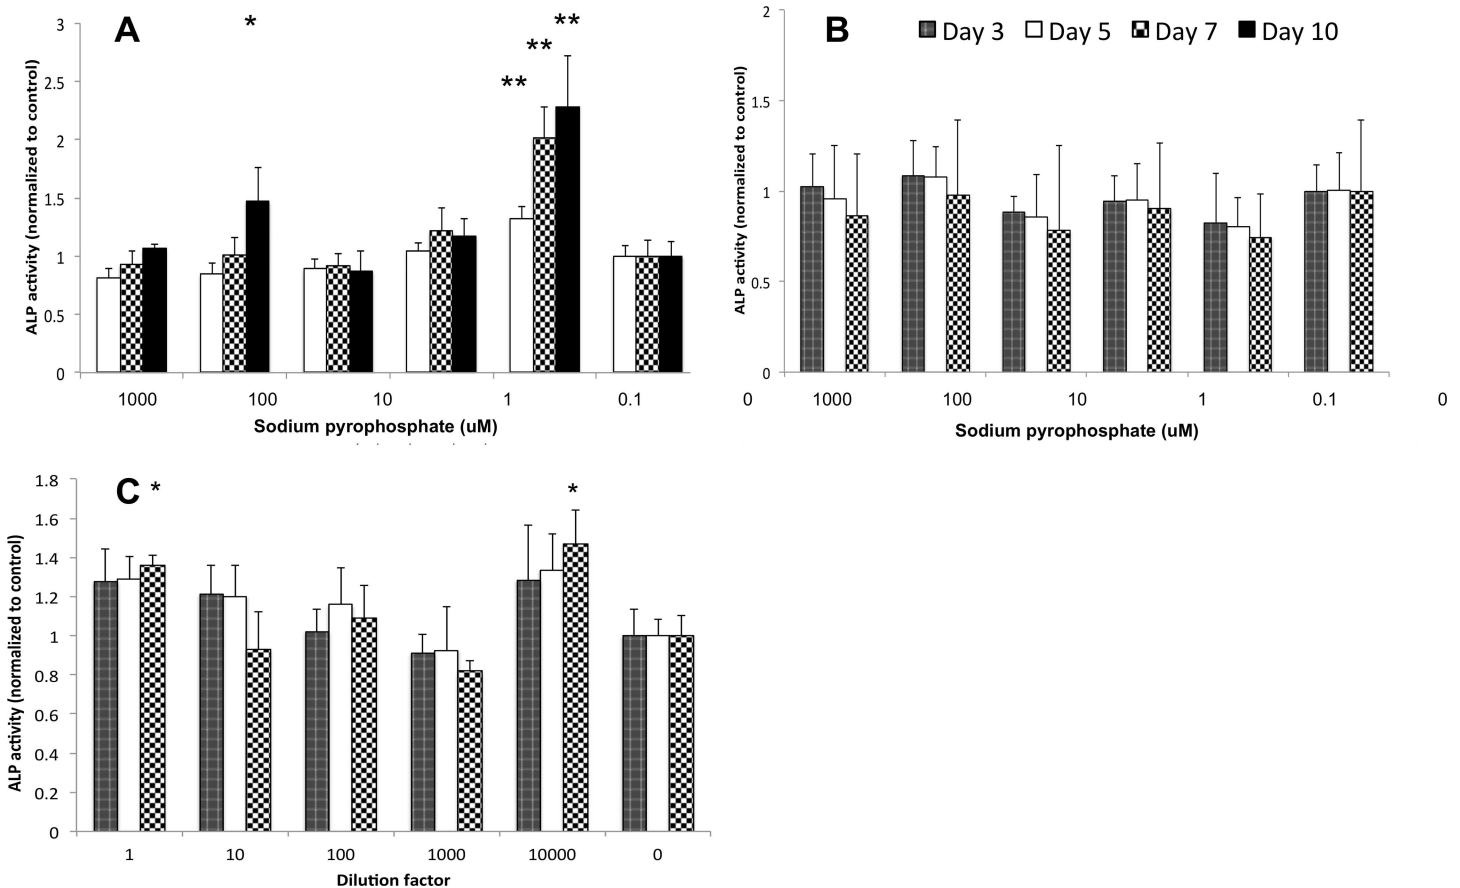 A
*
**
**
**
3
2.5
2
1.5
1
0.5
0
ALP activity (normalized to control)
1000 100 10 1 0.1 0
Sodium pyrophosphate (uM)
B
Day 3 Day 5 Day 7 Day 10
2
1.5
1
0.5
0
ALP activity (normalized to control)
1000 100 10 1 0.1 0
Sodium pyrophosphate (uM)
C
*
*
1.8
1.6
1.4
1.2
1
0.8
0.6
0.4
0.2
0
ALP activity (normalized to control)
1 10 100 1000 10000 0
Dilution factor